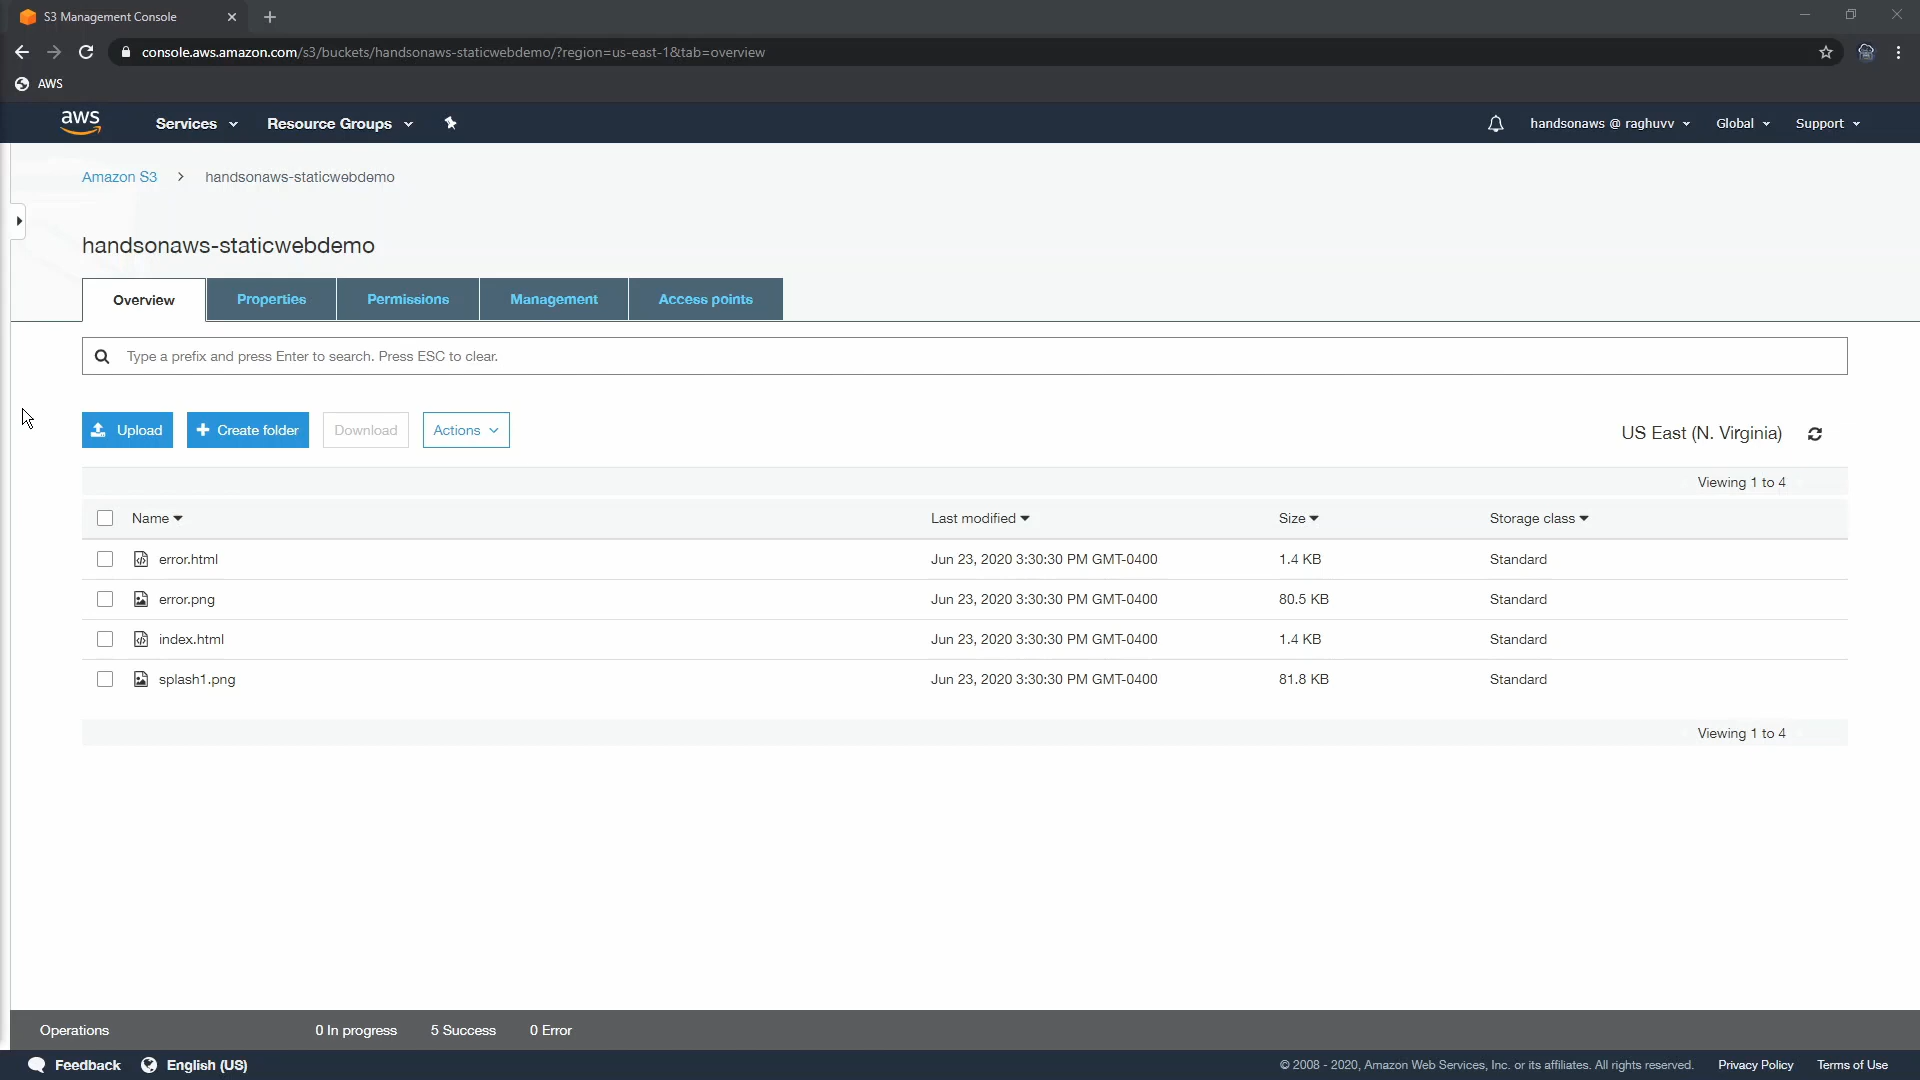 S3 Management Console
console.aws.amazon.com/s3/buckets/handsonaws-staticwebdemo/?region=us-east-1&tab=overview
AWS
aws Services Resource Groups handsonaws @ raghuvv Global Support
Amazon S3 > handsonaws-staticwebdemo
handsonaws-staticwebdemo
Overview Properties Permissions Management Access points
Type a prefix and press Enter to search. Press ESC to clear.
Upload + Create folder Download Actions US East (N. Virginia)
Viewing 1 to 4
Name Last modified Size Storage class
error.html Jun 23, 2020 3:30:30 PM GMT-0400 1.4 KB Standard
error.png Jun 23, 2020 3:30:30 PM GMT-0400 80.5 KB Standard
index.html Jun 23, 2020 3:30:30 PM GMT-0400 1.4 KB Standard
splash1.png Jun 23, 2020 3:30:30 PM GMT-0400 81.8 KB Standard
Viewing 1 to 4
Operations 0 In progress 5 Success 0 Error
Feedback English (US) © 2008 - 2020, Amazon Web Services, Inc. or its affiliates. All rights reserved. Privacy Policy Terms of Use